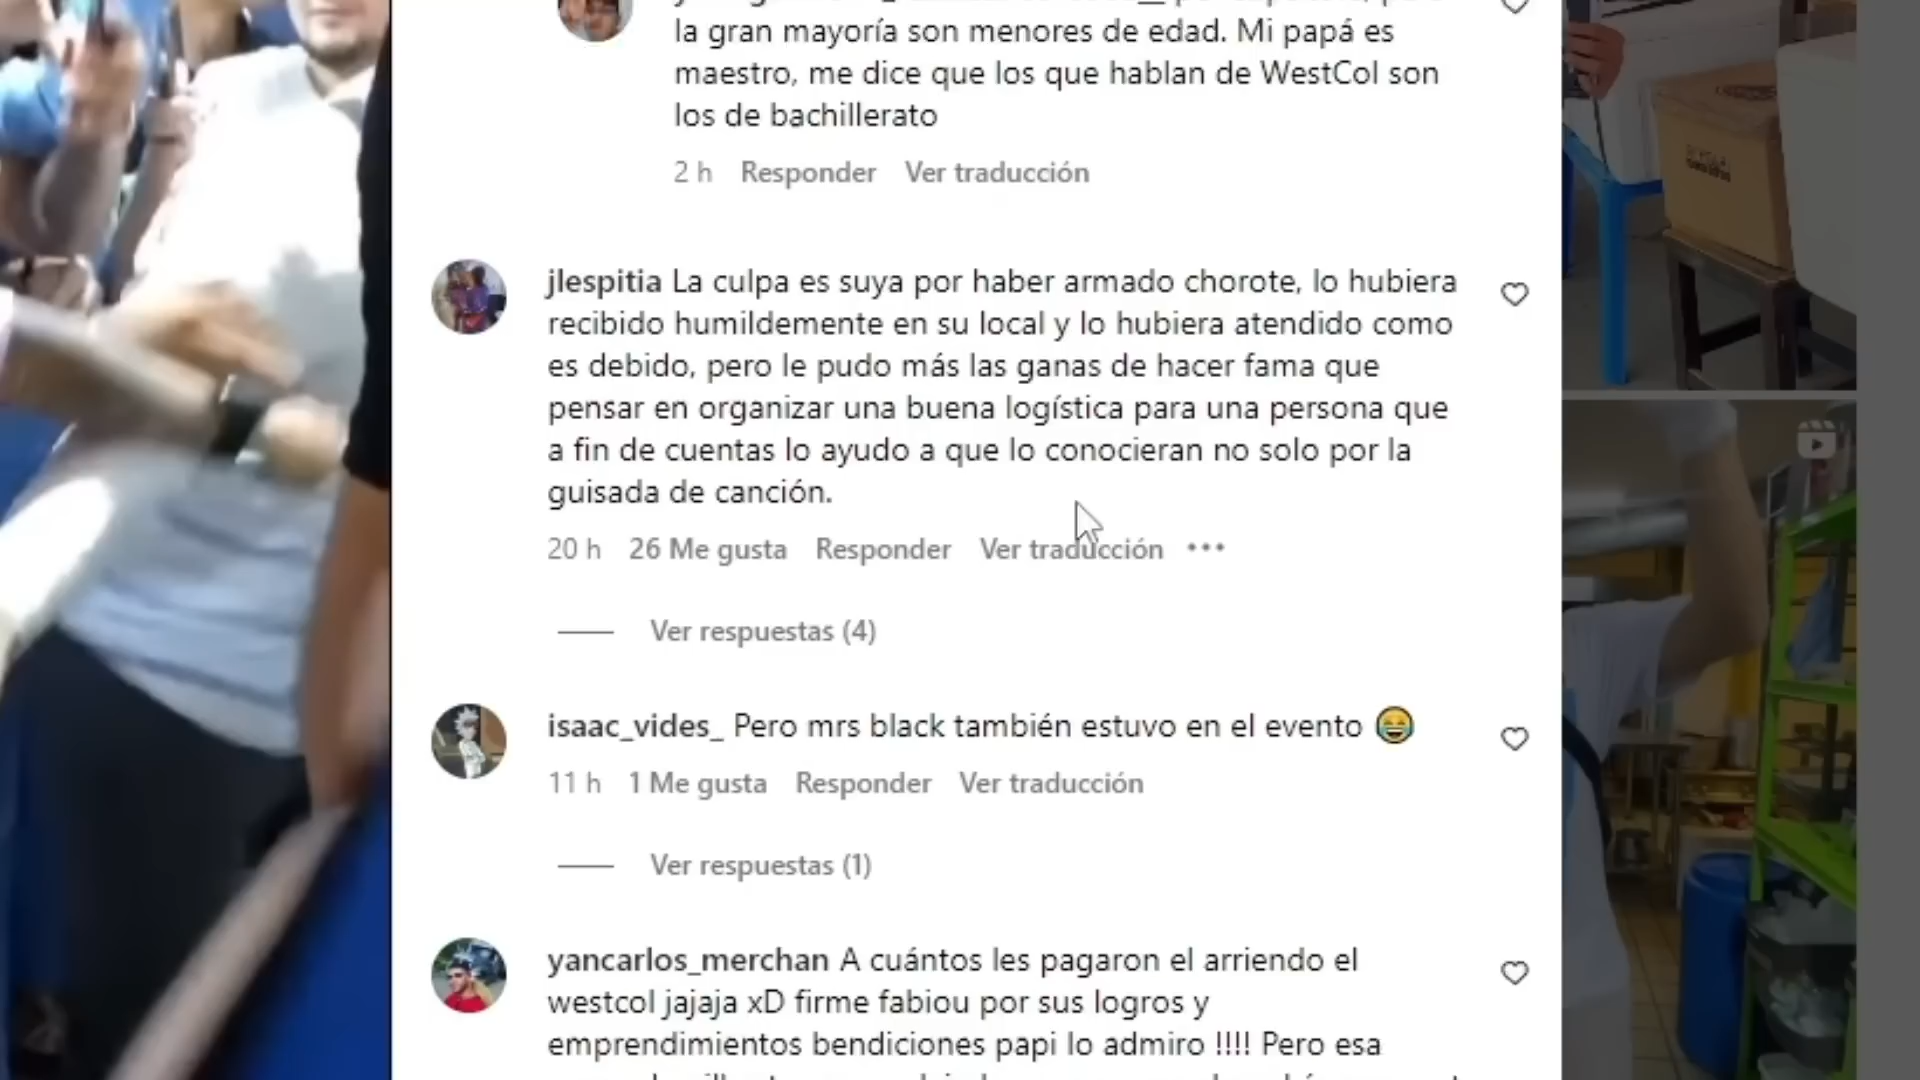 la gran mayoría son menores de edad. Mi papá es
maestro, me dice que los que hablan de WestCol son
los de bachillerato
2 h Responder Ver traducción
jlespitia La culpa es suya por haber armado chorote, lo hubiera
recibido humildemente en su local y lo hubiera atendido como
es debido, pero le pudo más las ganas de hacer fama que
pensar en organizar una buena logística para una persona que
a fin de cuentas lo ayudo a que lo conocieran no solo por la
guisada de canción.
20 h 26 Me gusta Responder Ver traducción •••
Ver respuestas (4)
isaac_vides_ Pero mrs black también estuvo en el evento 😂
11 h 1 Me gusta Responder Ver traducción
Ver respuestas (1)
yancarlos_merchan A cuántos les pagaron el arriendo el
westcol jajaja xD firme fabiou por sus logros y
emprendimientos bendiciones papi lo admiro !!!! Pero esa